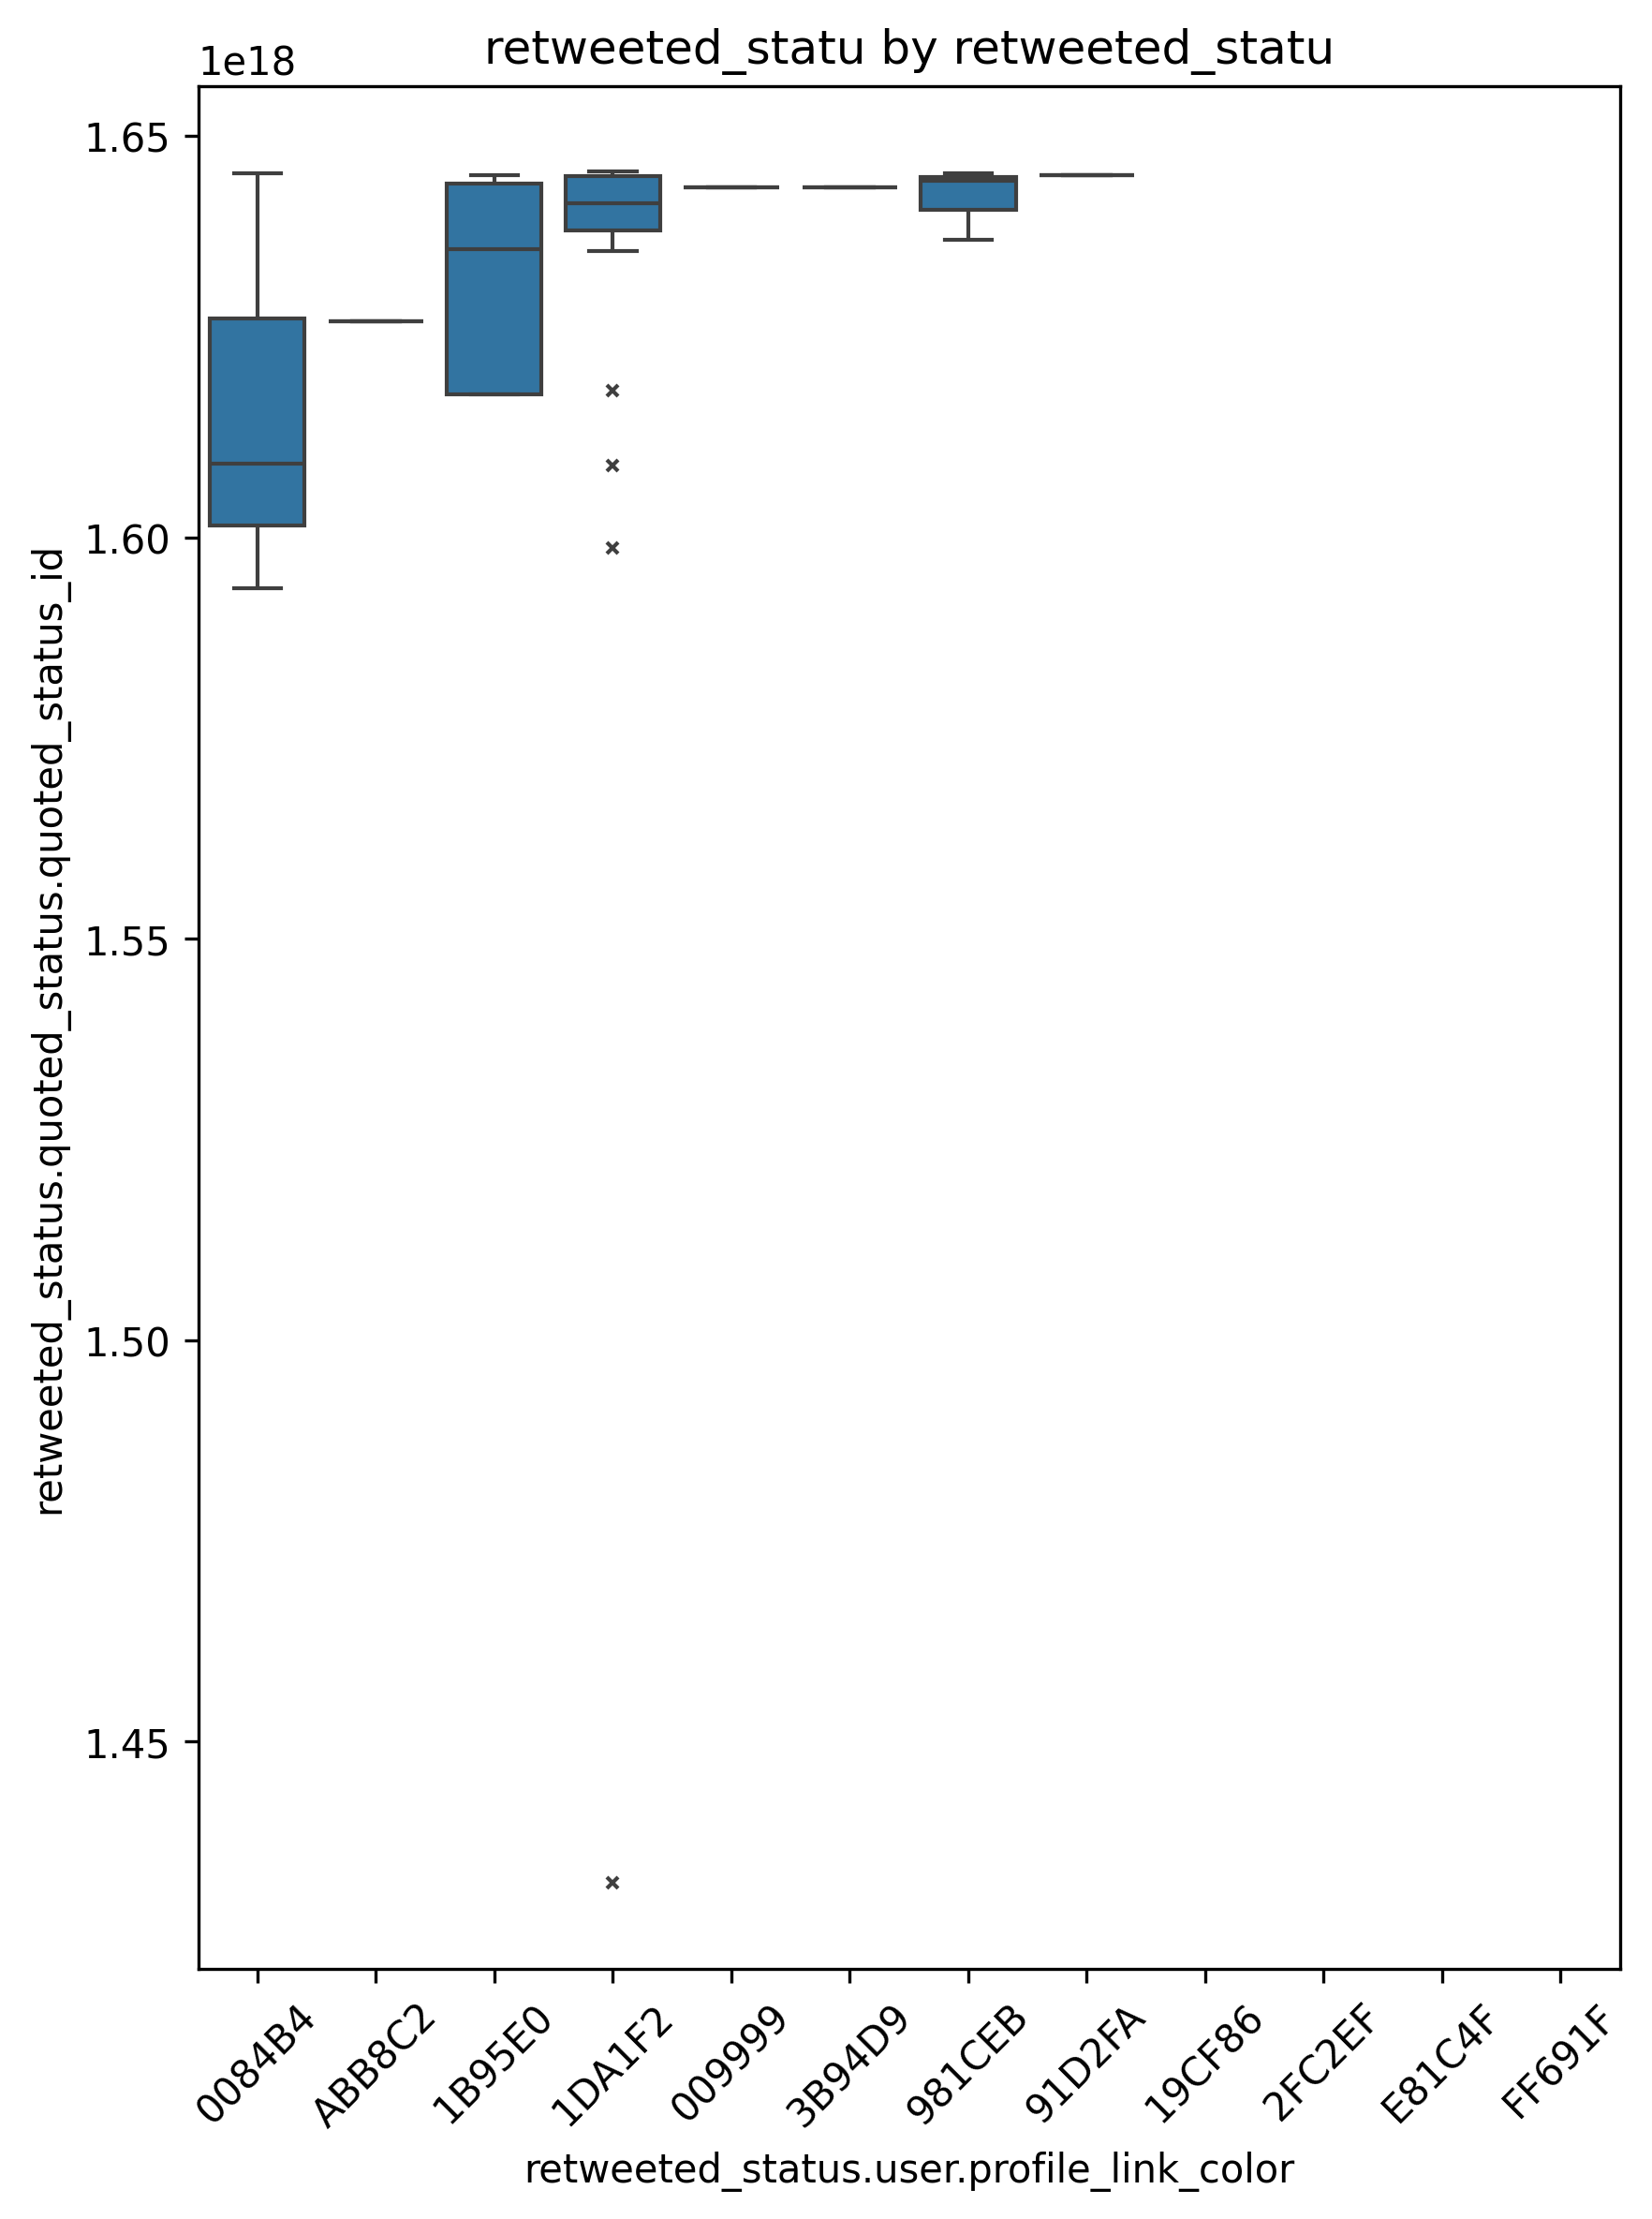 retweeted_statu by retweeted_statu
1e18
1.65
1.60
1.55
1.50
1.45
retweeted_status.quoted_status.quoted_status_id
0084B4
ABB8C2
1B95E0
1DA1F2
009999
3B94D9
981CEB
91D2FA
19CF86
2FC2EF
E81C4F
FF691F
retweeted_status.user.profile_link_color